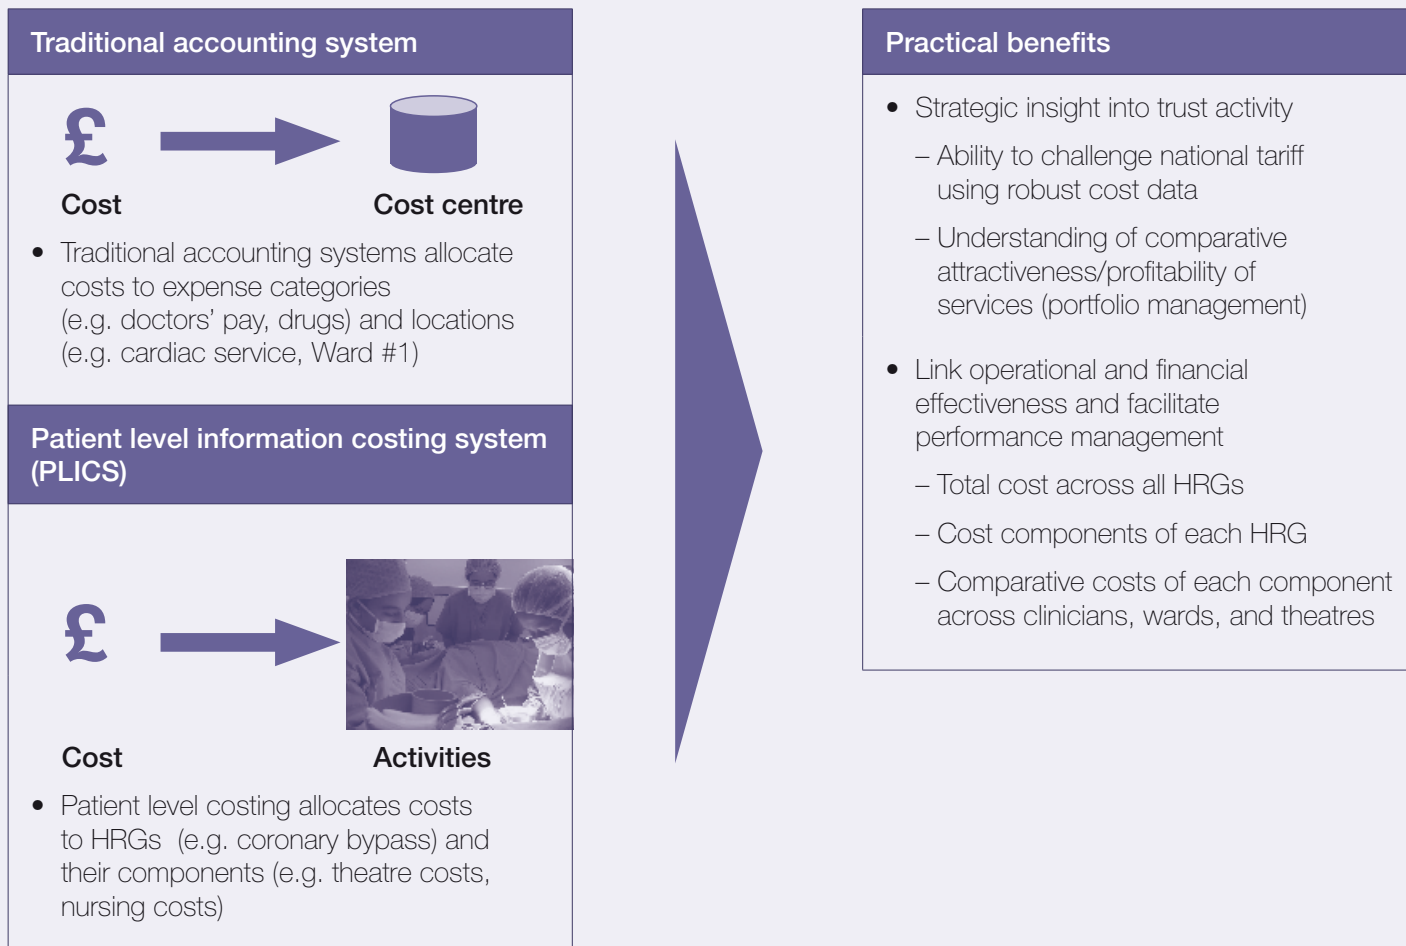 Traditional accounting system
£
Cost
Cost centre
• Traditional accounting systems allocate
costs to expense categories
(e.g. doctors’ pay, drugs) and locations
(e.g. cardiac service, Ward #1)
Patient level information costing system
(PLICS)
£
Cost
Activities
• Patient level costing allocates costs
to HRGs  (e.g. coronary bypass) and
their components (e.g. theatre costs,
nursing costs)
Practical benefits
• Strategic insight into trust activity
– Ability to challenge national tariff
using robust cost data
– Understanding of comparative
attractiveness/profitability of
services (portfolio management)
• Link operational and financial
effectiveness and facilitate
performance management
– Total cost across all HRGs
– Cost components of each HRG
– Comparative costs of each component
across clinicians, wards, and theatres